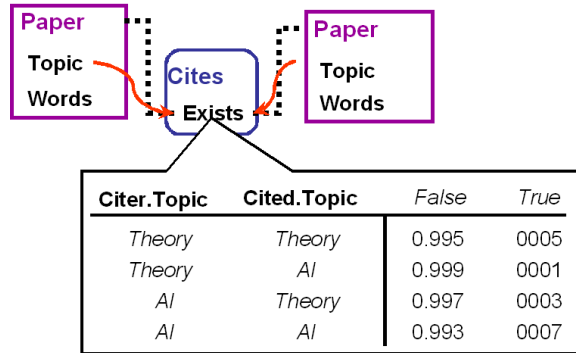 Paper
Topic
Words
Cites
Exists
Paper
Topic
Words
Citer.Topic Cited.Topic False True
Theory Theory 0.995 0005
Theory AI 0.999 0001
AI Theory 0.997 0003
AI AI 0.993 0007